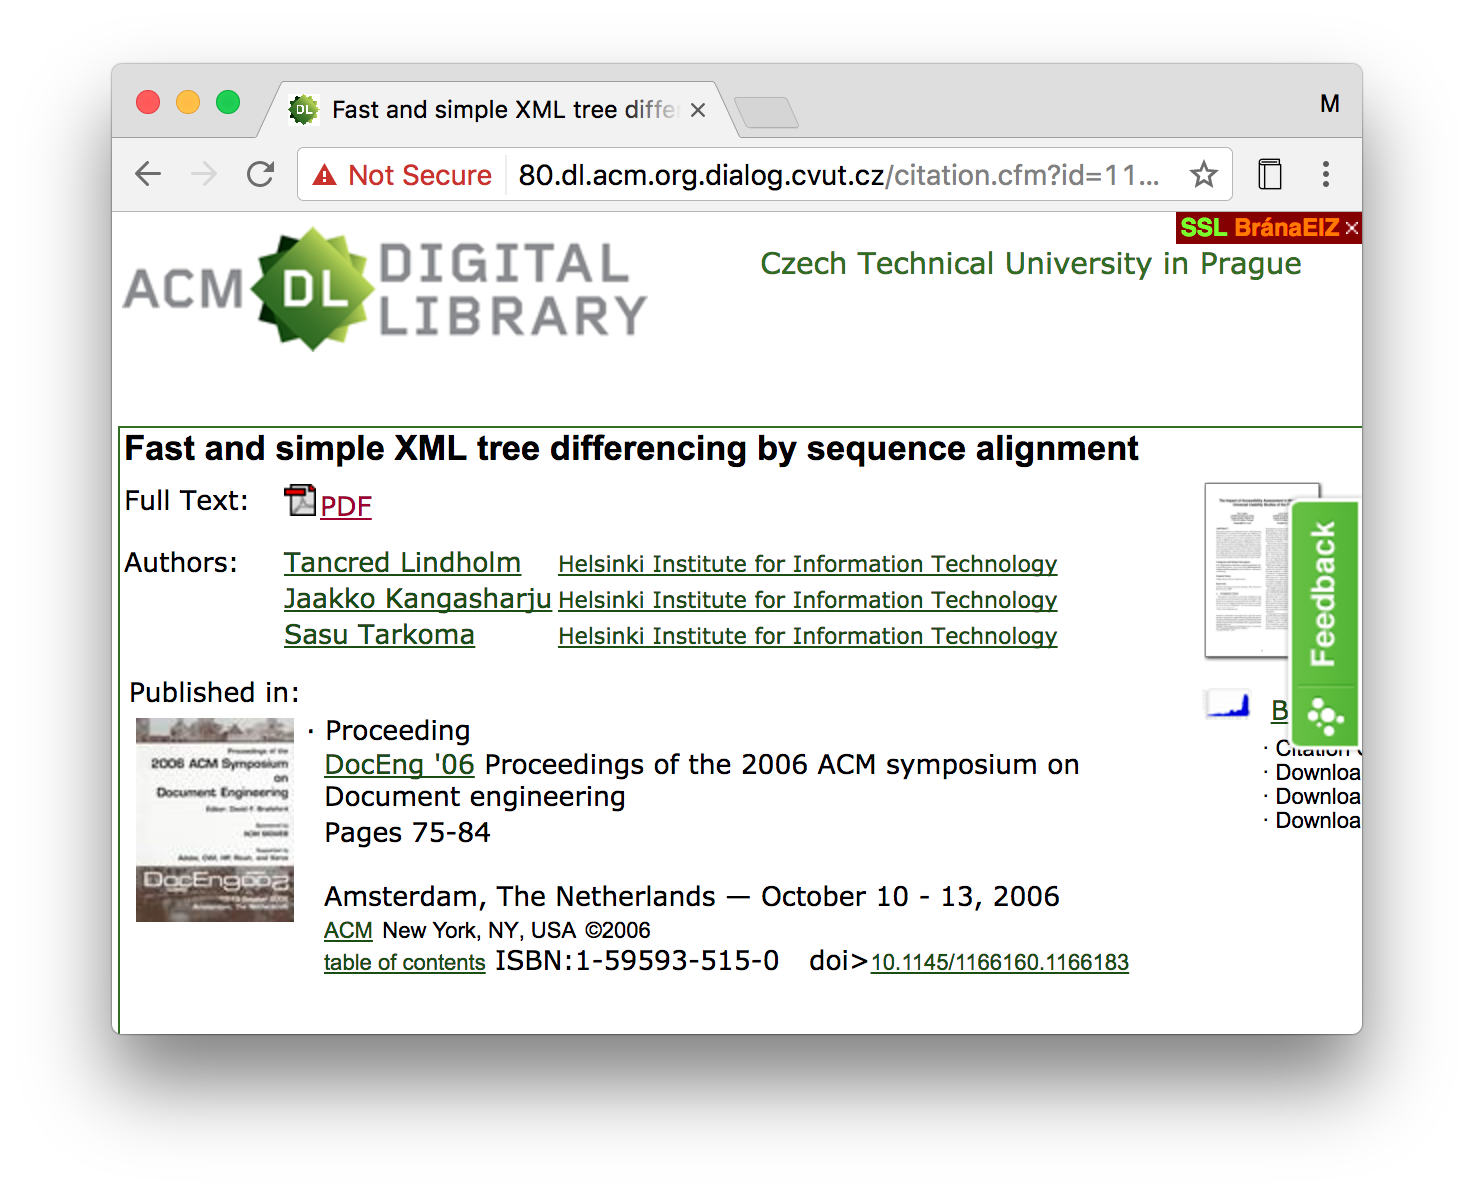 Fast and simple XML tree differ
M
Not Secure 80.dl.acm.org.dialog.cvut.cz/citation.cfm?id=11...
SSL BránaEIZ
ACM DL DIGITAL LIBRARY
Czech Technical University in Prague
Fast and simple XML tree differencing by sequence alignment
Full Text: PDF
Authors: Tancred Lindholm Helsinki Institute for Information Technology
Jaakko Kangasharju Helsinki Institute for Information Technology
Sasu Tarkoma Helsinki Institute for Information Technology
Feedback
Published in:
Proceedings of the
2006 ACM Symposium
on
Document Engineering
· Proceeding
DocEng '06 Proceedings of the 2006 ACM symposium on
Document engineering
Pages 75-84
Amsterdam, The Netherlands — October 10 - 13, 2006
ACM New York, NY, USA ©2006
table of contents ISBN:1-59593-515-0 doi>10.1145/1166160.1166183
B
· Citation
· Downloa
· Downloa
· Downloa